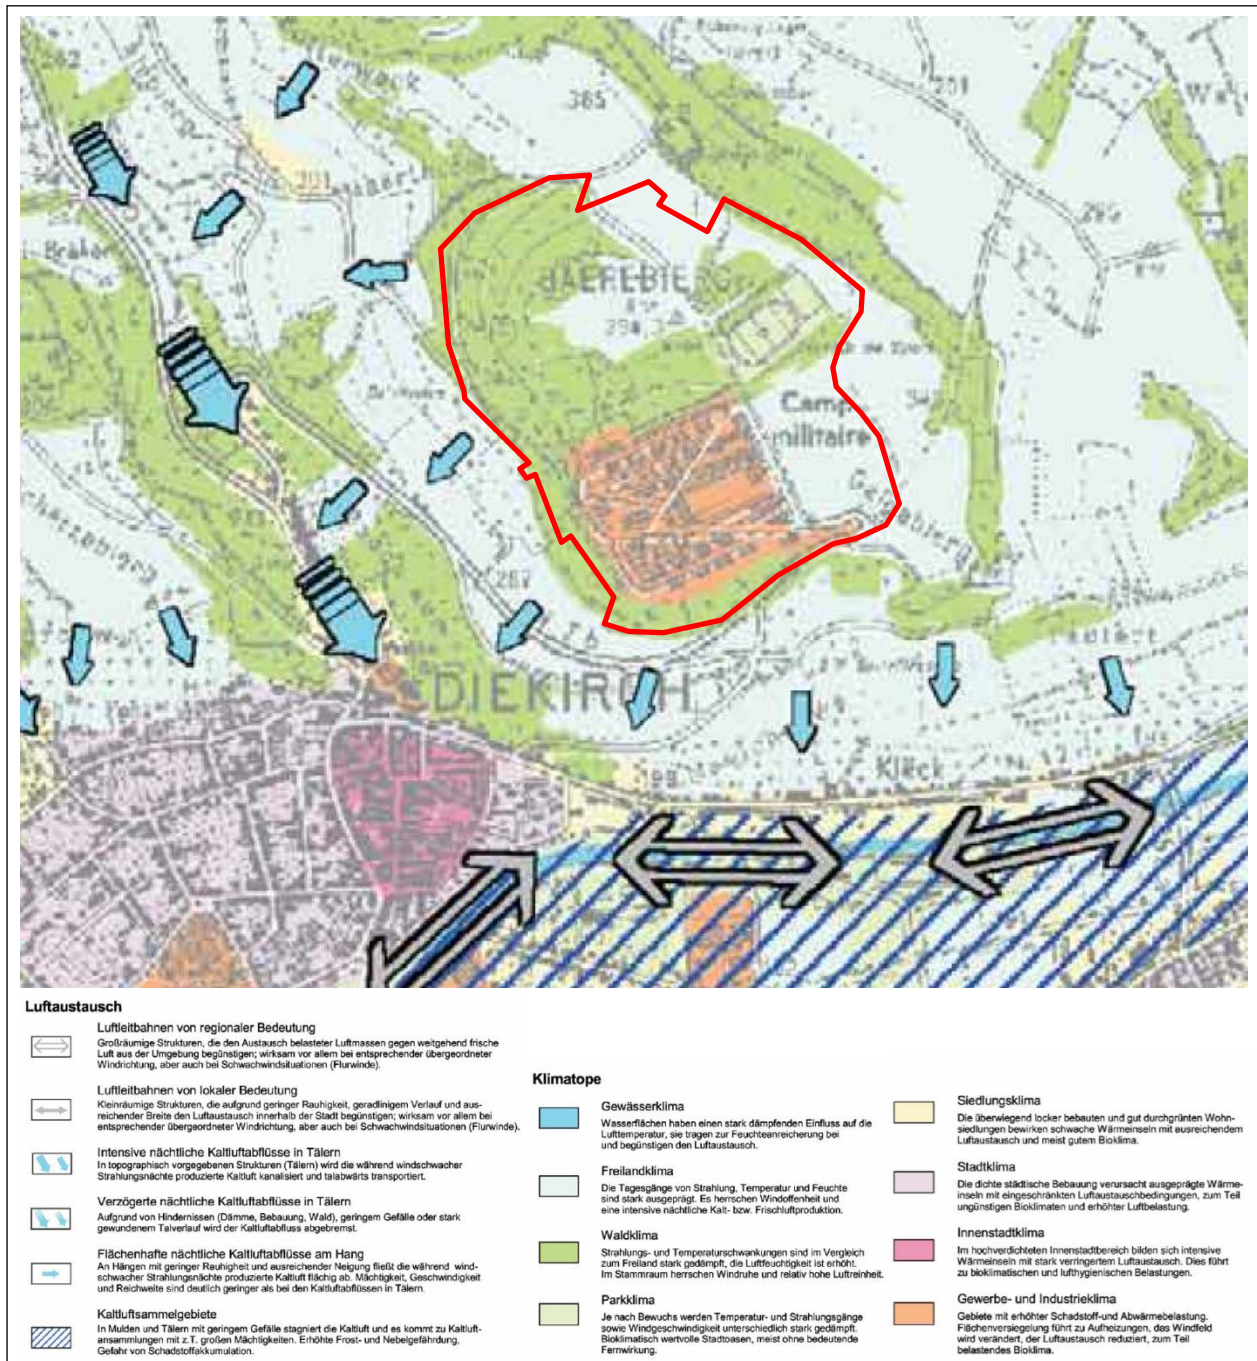 385
201
201
Camp
militaire
287
DIEKIRCH
199
Kléck
Luftaustausch
Luftleitbahnen von regionaler Bedeutung
Großräumige Strukturen, die den Austausch belasteter Luftmassen gegen weitgehend frische
Luft aus der Umgebung begünstigen; wirksam vor allem bei entsprechender übergeordneter
Windrichtung, aber auch bei Schwachwindsituationen (Flurwinde).
Luftleitbahnen von lokaler Bedeutung
Kleinräumige Strukturen, die aufgrund geringer Rauhigkeit, geradlinigem Verlauf und aus-
reichender Breite den Luftaustausch innerhalb der Stadt begünstigen; wirksam vor allem bei
entsprechender übergeordneter Windrichtung, aber auch bei Schwachwindsituationen (Flurwinde).
Intensive nächtliche Kaltluftabflüsse in Tälern
In topographisch vorgegebenen Strukturen (Tälern) wird die während windschwacher
Strahlungsnächte produzierte Kaltluft kanalisiert und talabwärts transportiert.
Verzögerte nächtliche Kaltluftabflüsse in Tälern
Aufgrund von Hindernissen (Dämme, Bebauung, Wald), geringem Gefälle oder stark
gewundenem Talverlauf wird der Kaltluftabfluss abgebremst.
Flächenhafte nächtliche Kaltluftabflüsse am Hang
An Hängen mit geringer Rauhigheit und ausreichender Neigung fließt die während wind-
schwacher Strahlungsnächte produzierte Kaltluft flächig ab. Mächtigkeit, Geschwindigkeit
und Reichweite sind deutlich geringer als bei den Kaltluftabflüssen in Tälern.
Kaltluftsammelgebiete
In Mulden und Tälern mit geringem Gefälle stagniert die Kaltluft und es kommt zu Kaltluft-
ansammlungen mit z.T. großen Mächtigkeiten. Erhöhte Frost- und Nebelgefährdung,
Gefahr von Schadstoffakkumulation.
Klimatope
Gewässerklima
Wasserflächen haben einen stark dämpfenden Einfluss auf die
Lufttemperatur, sie tragen zur Feuchteanreicherung bei
und begünstigen den Luftaustausch.
Freilandklima
Die Tagesgänge von Strahlung, Temperatur und Feuchte
sind stark ausgeprägt. Es herrschen Windoffenheit und
eine intensive nächtliche Kalt- bzw. Frischluftproduktion.
Waldklima
Strahlungs- und Temperaturschwankungen sind im Vergleich
zum Freiland stark gedämpft, die Luftfeuchtigkeit ist erhöht.
Im Stammraum herrschen Windruhe und relativ hohe Luftreinheit.
Parkklima
Je nach Bewuchs werden Temperatur- und Strahlungsgänge
sowie Windgeschwindigkeit unterschiedlich stark gedämpft.
Bioklimatisch wertvolle Stadtoasen, meist ohne bedeutende
Fernwirkung.
Siedlungsklima
Die überwiegend locker bebauten und gut durchgrünten Wohn-
siedlungen bewirken schwache Wärmeinseln mit ausreichendem
Luftaustausch und meist gutem Bioklima.
Stadtklima
Die dichte städtische Bebauung verursacht ausgeprägte Wärme-
inseln mit eingeschränkten Luftaustauschbedingungen, zum Teil
ungünstigen Bioklimaten und erhöhter Luftbelastung.
Innenstadtklima
Im hochverdichteten Innenstadtbereich bilden sich intensive
Wärmeinseln mit stark verringertem Luftaustausch. Dies führt
zu bioklimatischen und lufthygienischen Belastungen.
Gewerbe- und Industrieklima
Gebiete mit erhöhter Schadstoff-und Abwärmebelastung.
Flächenversiegelung führt zu Aufheizungen, das Windfeld
wird verändert, der Luftaustausch reduziert, zum Teil
belastendes Bioklima.